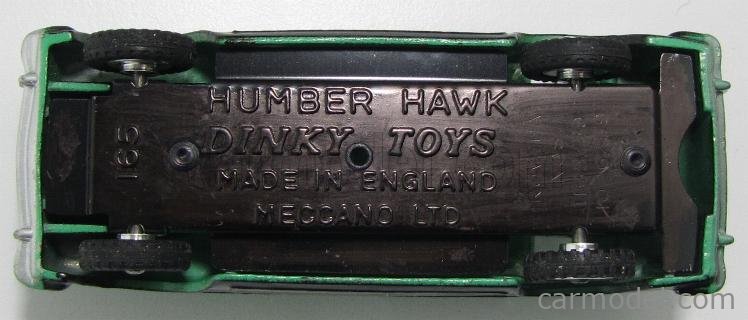 HUMBER HAWK
DINKY TOYS
MADE IN ENGLAND
MECCANO LTD
165
carmodel.com